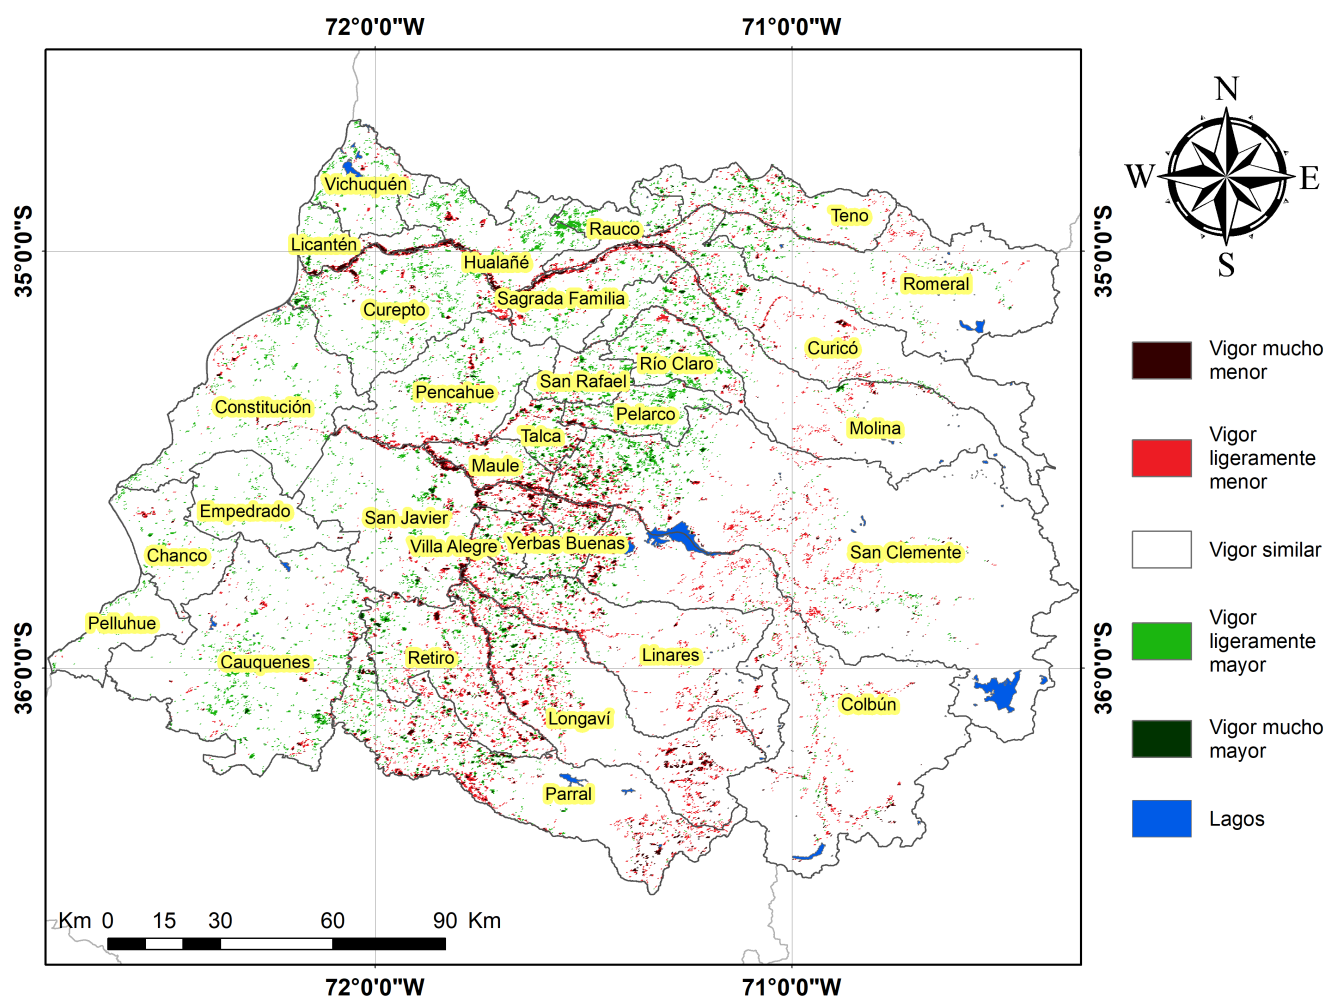 72°0'0"W
71°0'0"W
35°0'0"S
35°0'0"S
36°0'0"S
36°0'0"S
72°0'0"W
71°0'0"W
Vichuquén
Teno
Rauco
Licantén
Hualañé
Romeral
Sagrada Familia
Curepto
Curicó
Río Claro
San Rafael
Pencahue
Constitución
Pelarco
Molina
Talca
Maule
Empedrado
San Javier
Villa Alegre
Yerbas Buenas
San Clemente
Chanco
Pelluhue
Cauquenes
Retiro
Linares
Colbún
Longaví
Parral
Km 0 15 30 60 90 Km
N
W
E
S
Vigor mucho
menor
Vigor
ligeramente
menor
Vigor similar
Vigor
ligeramente
mayor
Vigor mucho
mayor
Lagos